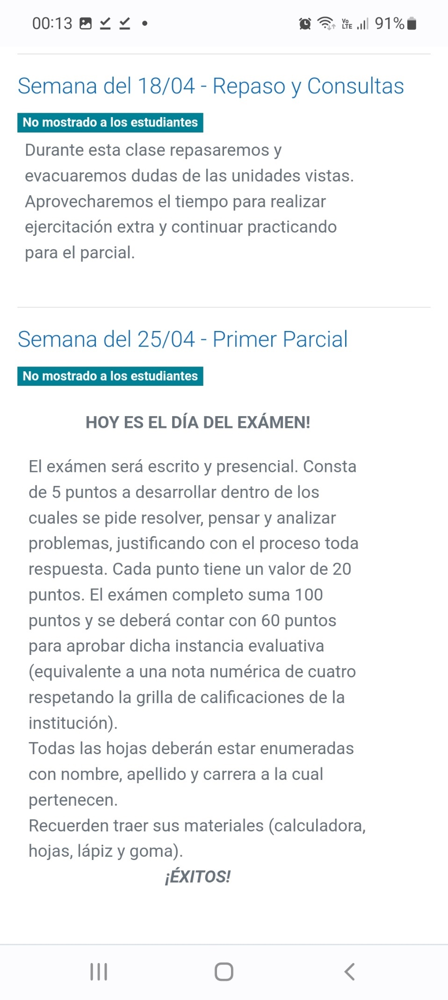 00:13
Vo LTE 91%
Semana del 18/04 - Repaso y Consultas
No mostrado a los estudiantes
Durante esta clase repasaremos y
evacuaremos dudas de las unidades vistas.
Aprovecharemos el tiempo para realizar
ejercitación extra y continuar practicando
para el parcial.
Semana del 25/04 - Primer Parcial
No mostrado a los estudiantes
HOY ES EL DÍA DEL EXÁMEN!
El exámen será escrito y presencial. Consta
de 5 puntos a desarrollar dentro de los
cuales se pide resolver, pensar y analizar
problemas, justificando con el proceso toda
respuesta. Cada punto tiene un valor de 20
puntos. El exámen completo suma 100
puntos y se deberá contar con 60 puntos
para aprobar dicha instancia evaluativa
(equivalente a una nota numérica de cuatro
respetando la grilla de calificaciones de la
institución).
Todas las hojas deberán estar enumeradas
con nombre, apellido y carrera a la cual
pertenecen.
Recuerden traer sus materiales (calculadora,
hojas, lápiz y goma).
¡ÉXITOS!